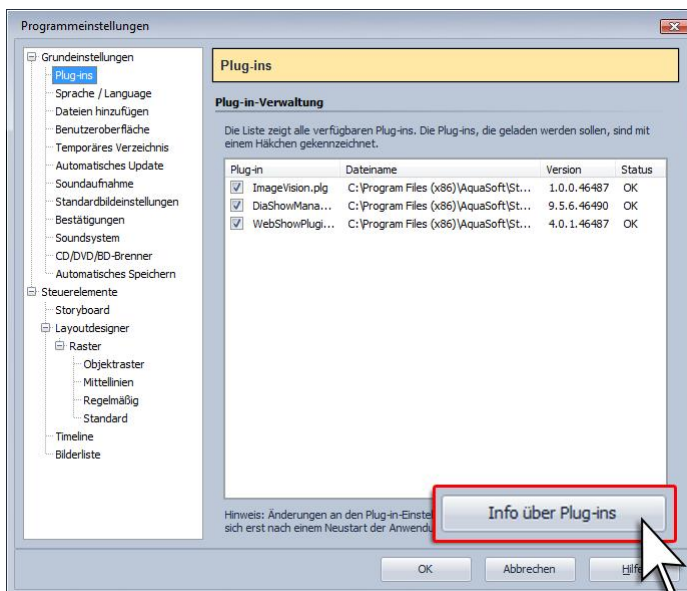 Programmeinstellungen
Grundeinstellungen
Plug-ins
Sprache / Language
Dateien hinzufügen
Benutzeroberfläche
Temporäres Verzeichnis
Automatisches Update
Soundaufnahme
Standardbildeinstellungen
Bestätigungen
Soundsystem
CD/DVD/BD-Brenner
Automatisches Speichern
Steuerelemente
Storyboard
Layoutdesigner
Raster
Objektraster
Mittellinien
Regelmäßig
Standard
Timeline
Bilderliste
Plug-ins
Plug-in-Verwaltung
Die Liste zeigt alle verfügbaren Plug-ins. Die Plug-ins, die geladen werden sollen, sind mit
einem Häkchen gekennzeichnet.
Plug-in Dateiname Version Status
ImageVision.plg C:\Program Files (x86)\AquaSoft\St... 1.0.0.46487 OK
DiaShowMana... C:\Program Files (x86)\AquaSoft\St... 9.5.6.46490 OK
WebShowPlugi... C:\Program Files (x86)\AquaSoft\St... 4.0.1.46487 OK
Hinweis: Änderungen an den Plug-in-Einstel
sich erst nach einem Neustart der Anwendu
Info über Plug-ins
OK Abbrechen Hilfe